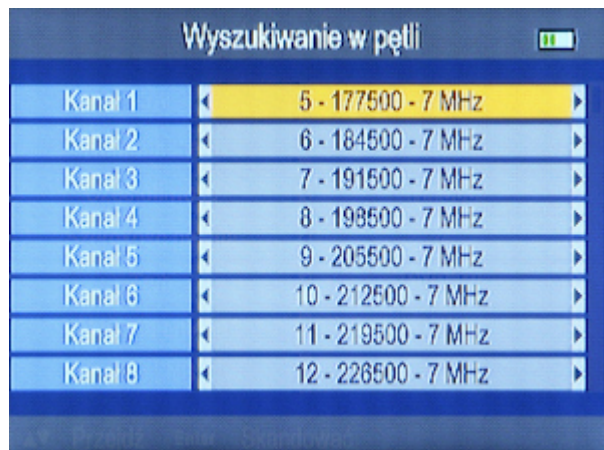 Wyszukiwanie w pętli
Kanał 1 5 - 177500 - 7 MHz
Kanał 2 6 - 184500 - 7 MHz
Kanał 3 7 - 191500 - 7 MHz
Kanał 4 8 - 198500 - 7 MHz
Kanał 5 9 - 205500 - 7 MHz
Kanał 6 10 - 212500 - 7 MHz
Kanał 7 11 - 219500 - 7 MHz
Kanał 8 12 - 226500 - 7 MHz
Przejdź Skanować